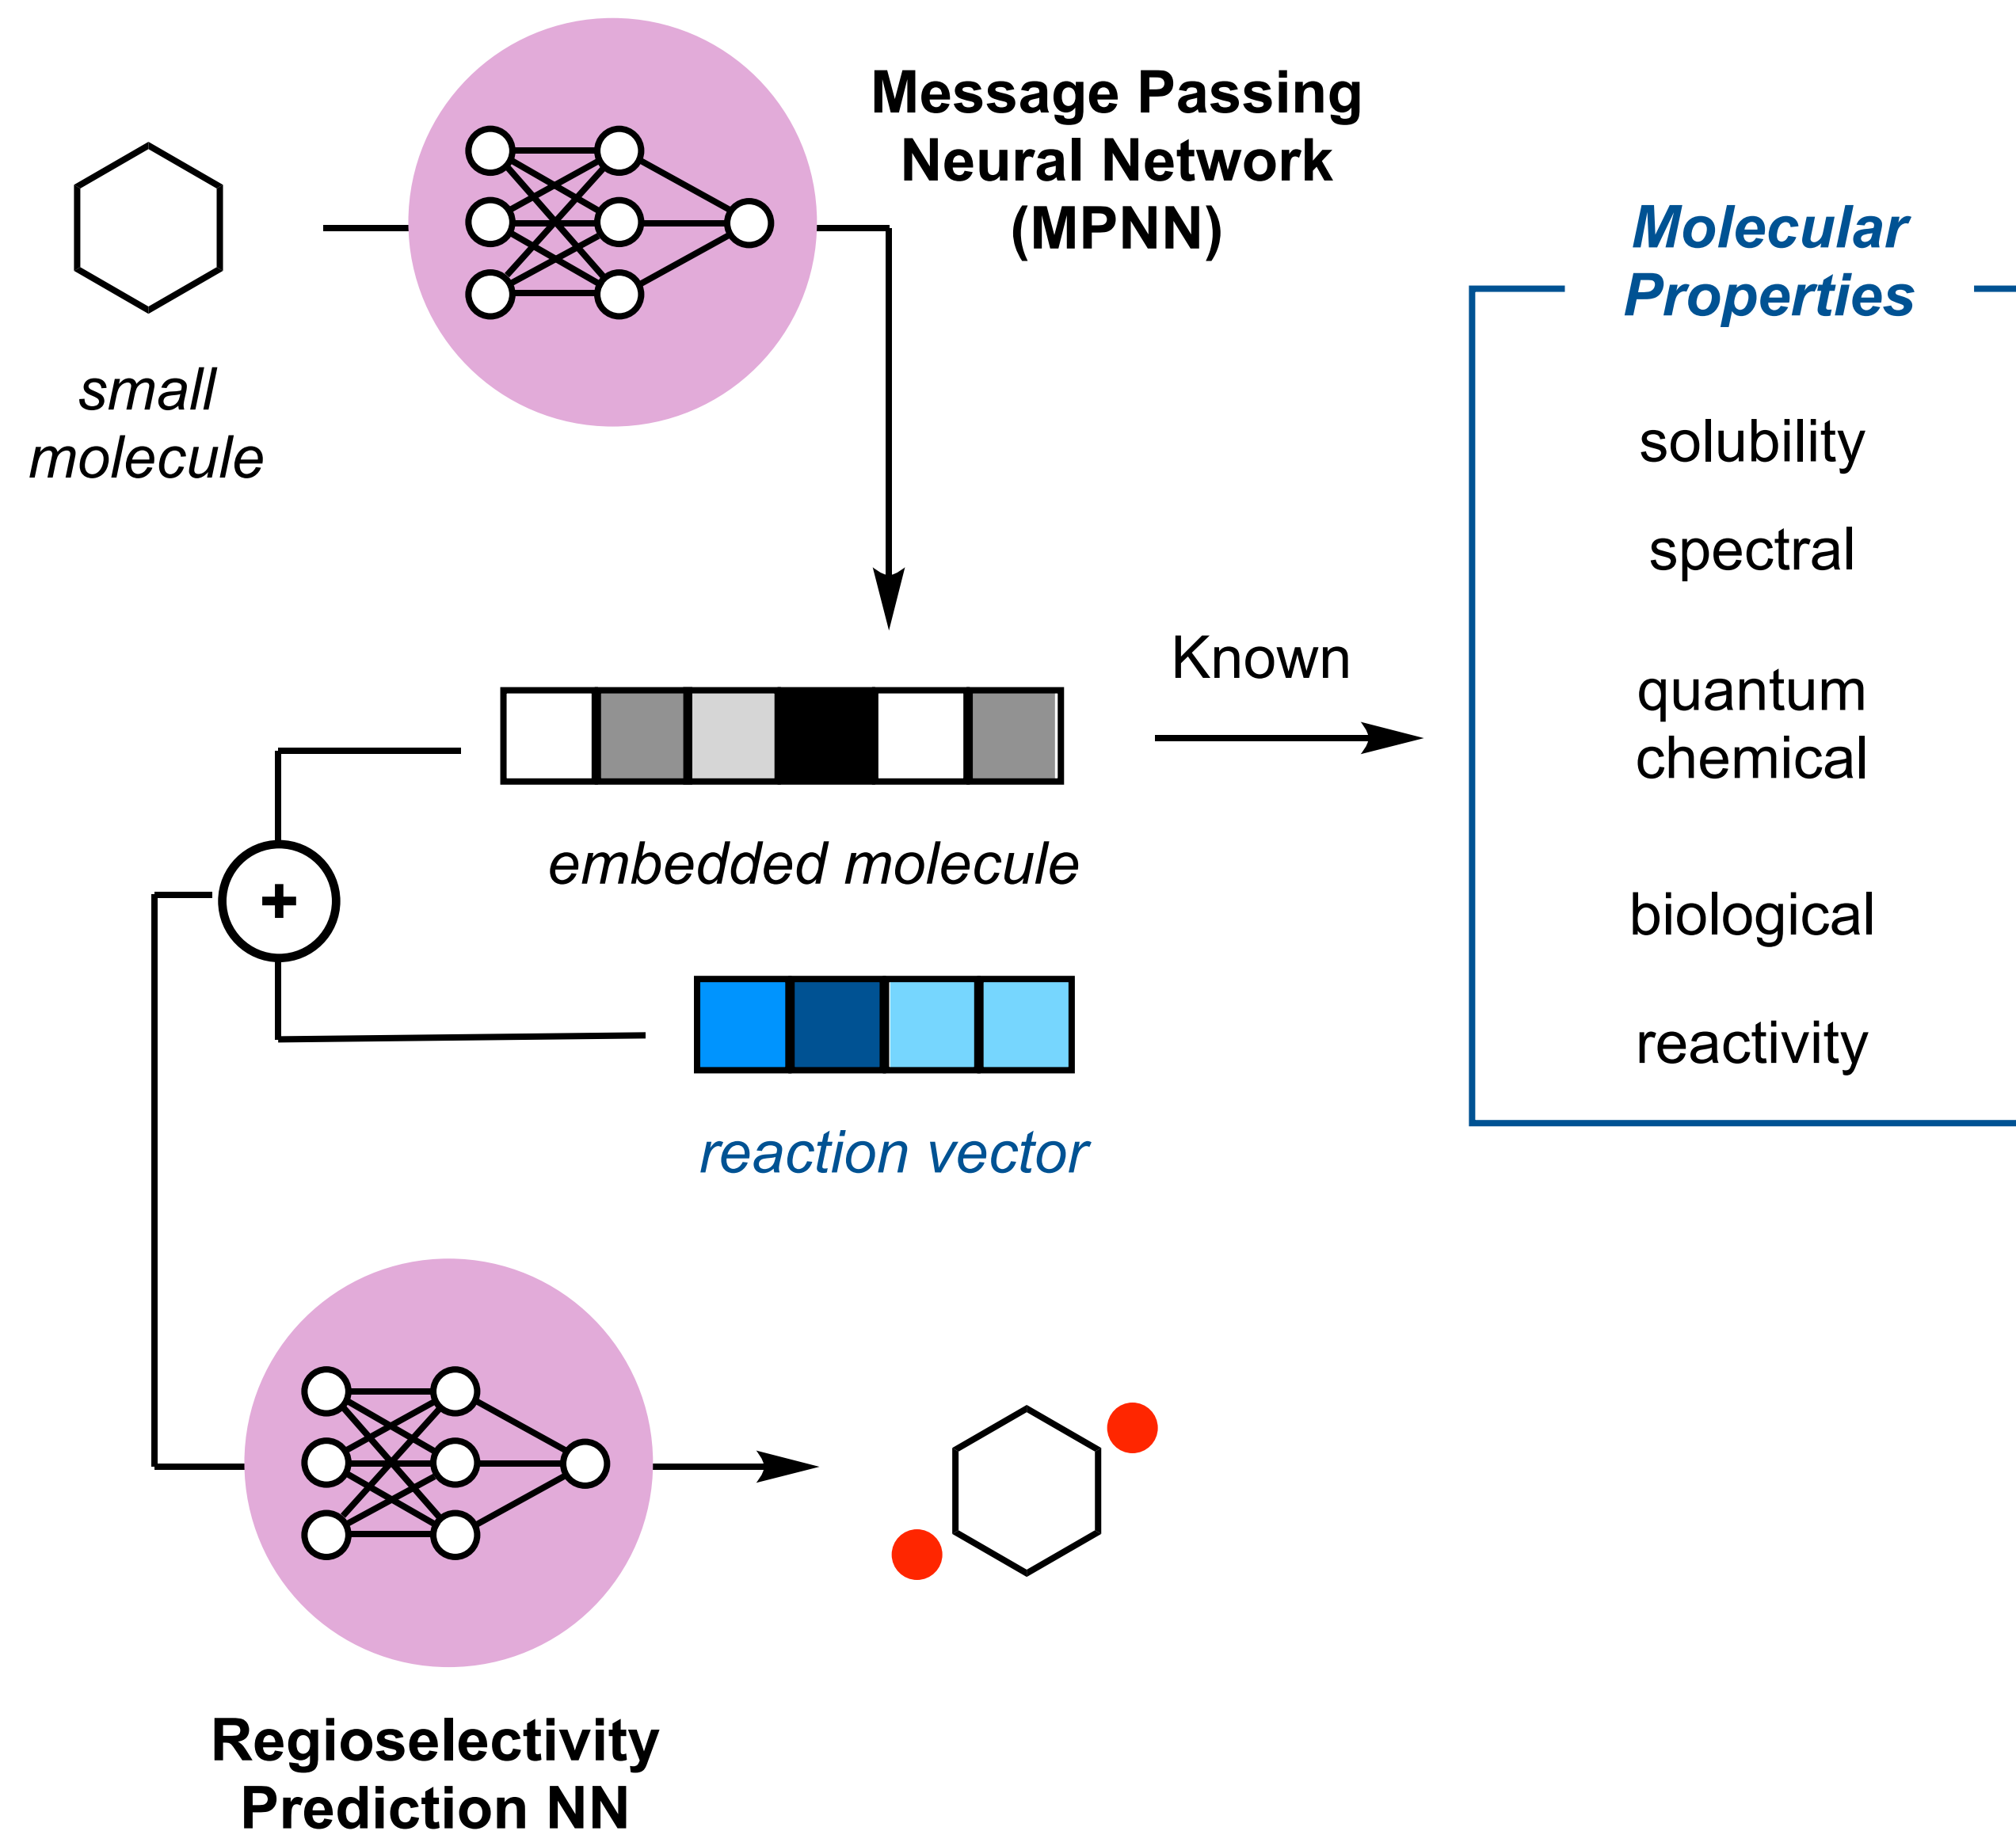 Message Passing
Neural Network
(MPNN)
small
molecule
Molecular
Properties
solubility
spectral
quantum
chemical
biological
reactivity
Known
embedded molecule
+
reaction vector
Regioselectivity
Prediction NN